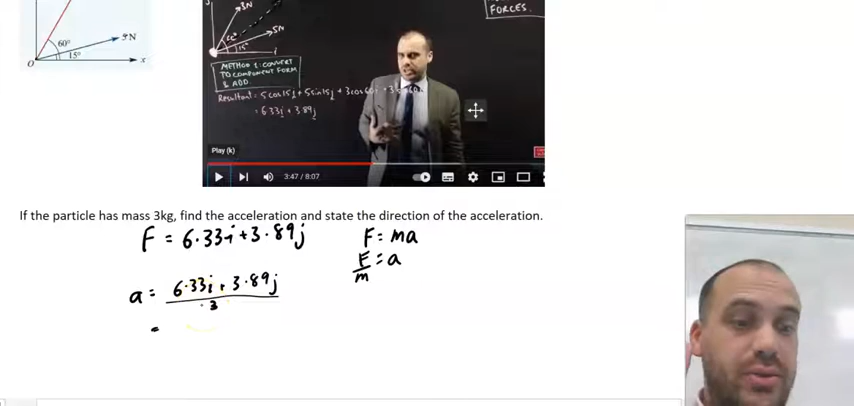 FORCES.
3N
5N
15°
i
METHOD 1: CONVERT
TO COMPONENT FORM
& ADD
Resultant = 5cos15i + 5sin15j + 3cos60i + 3
= 6.33i + 3.89j
60°
9N
15°
O
x
Play (k)
3:47 / 8:07
If the particle has mass 3kg, find the acceleration and state the direction of the acceleration.
F = 6.33i + 3.89j
F = ma
F/m = a
a = 6.33i + 3.89j
3
=